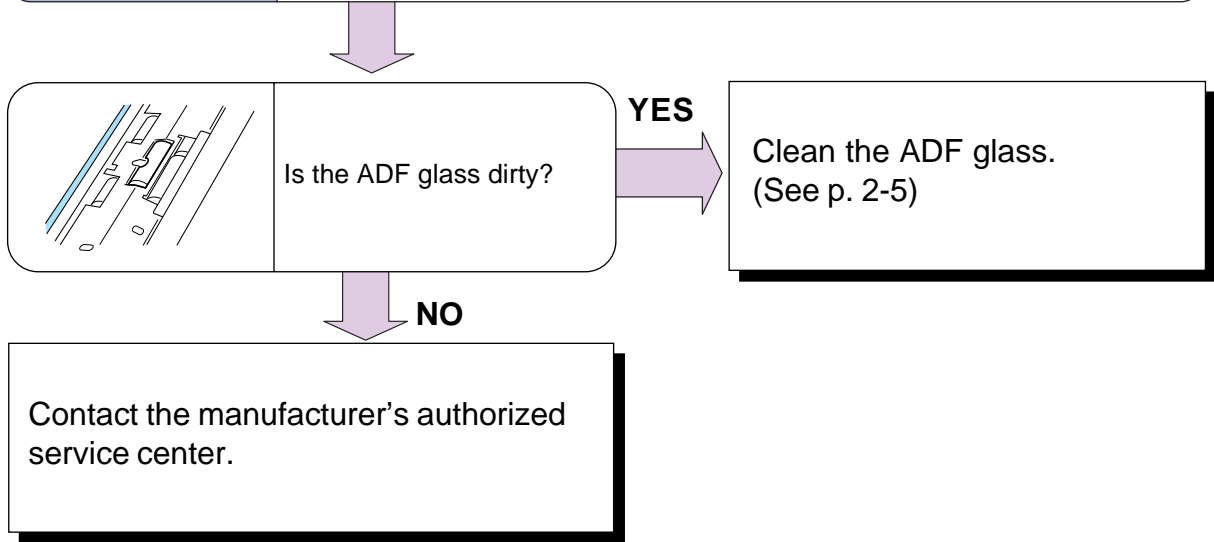 Is the ADF glass dirty?
YES
Clean the ADF glass.
(See p. 2-5)
NO
Contact the manufacturer's authorized
service center.